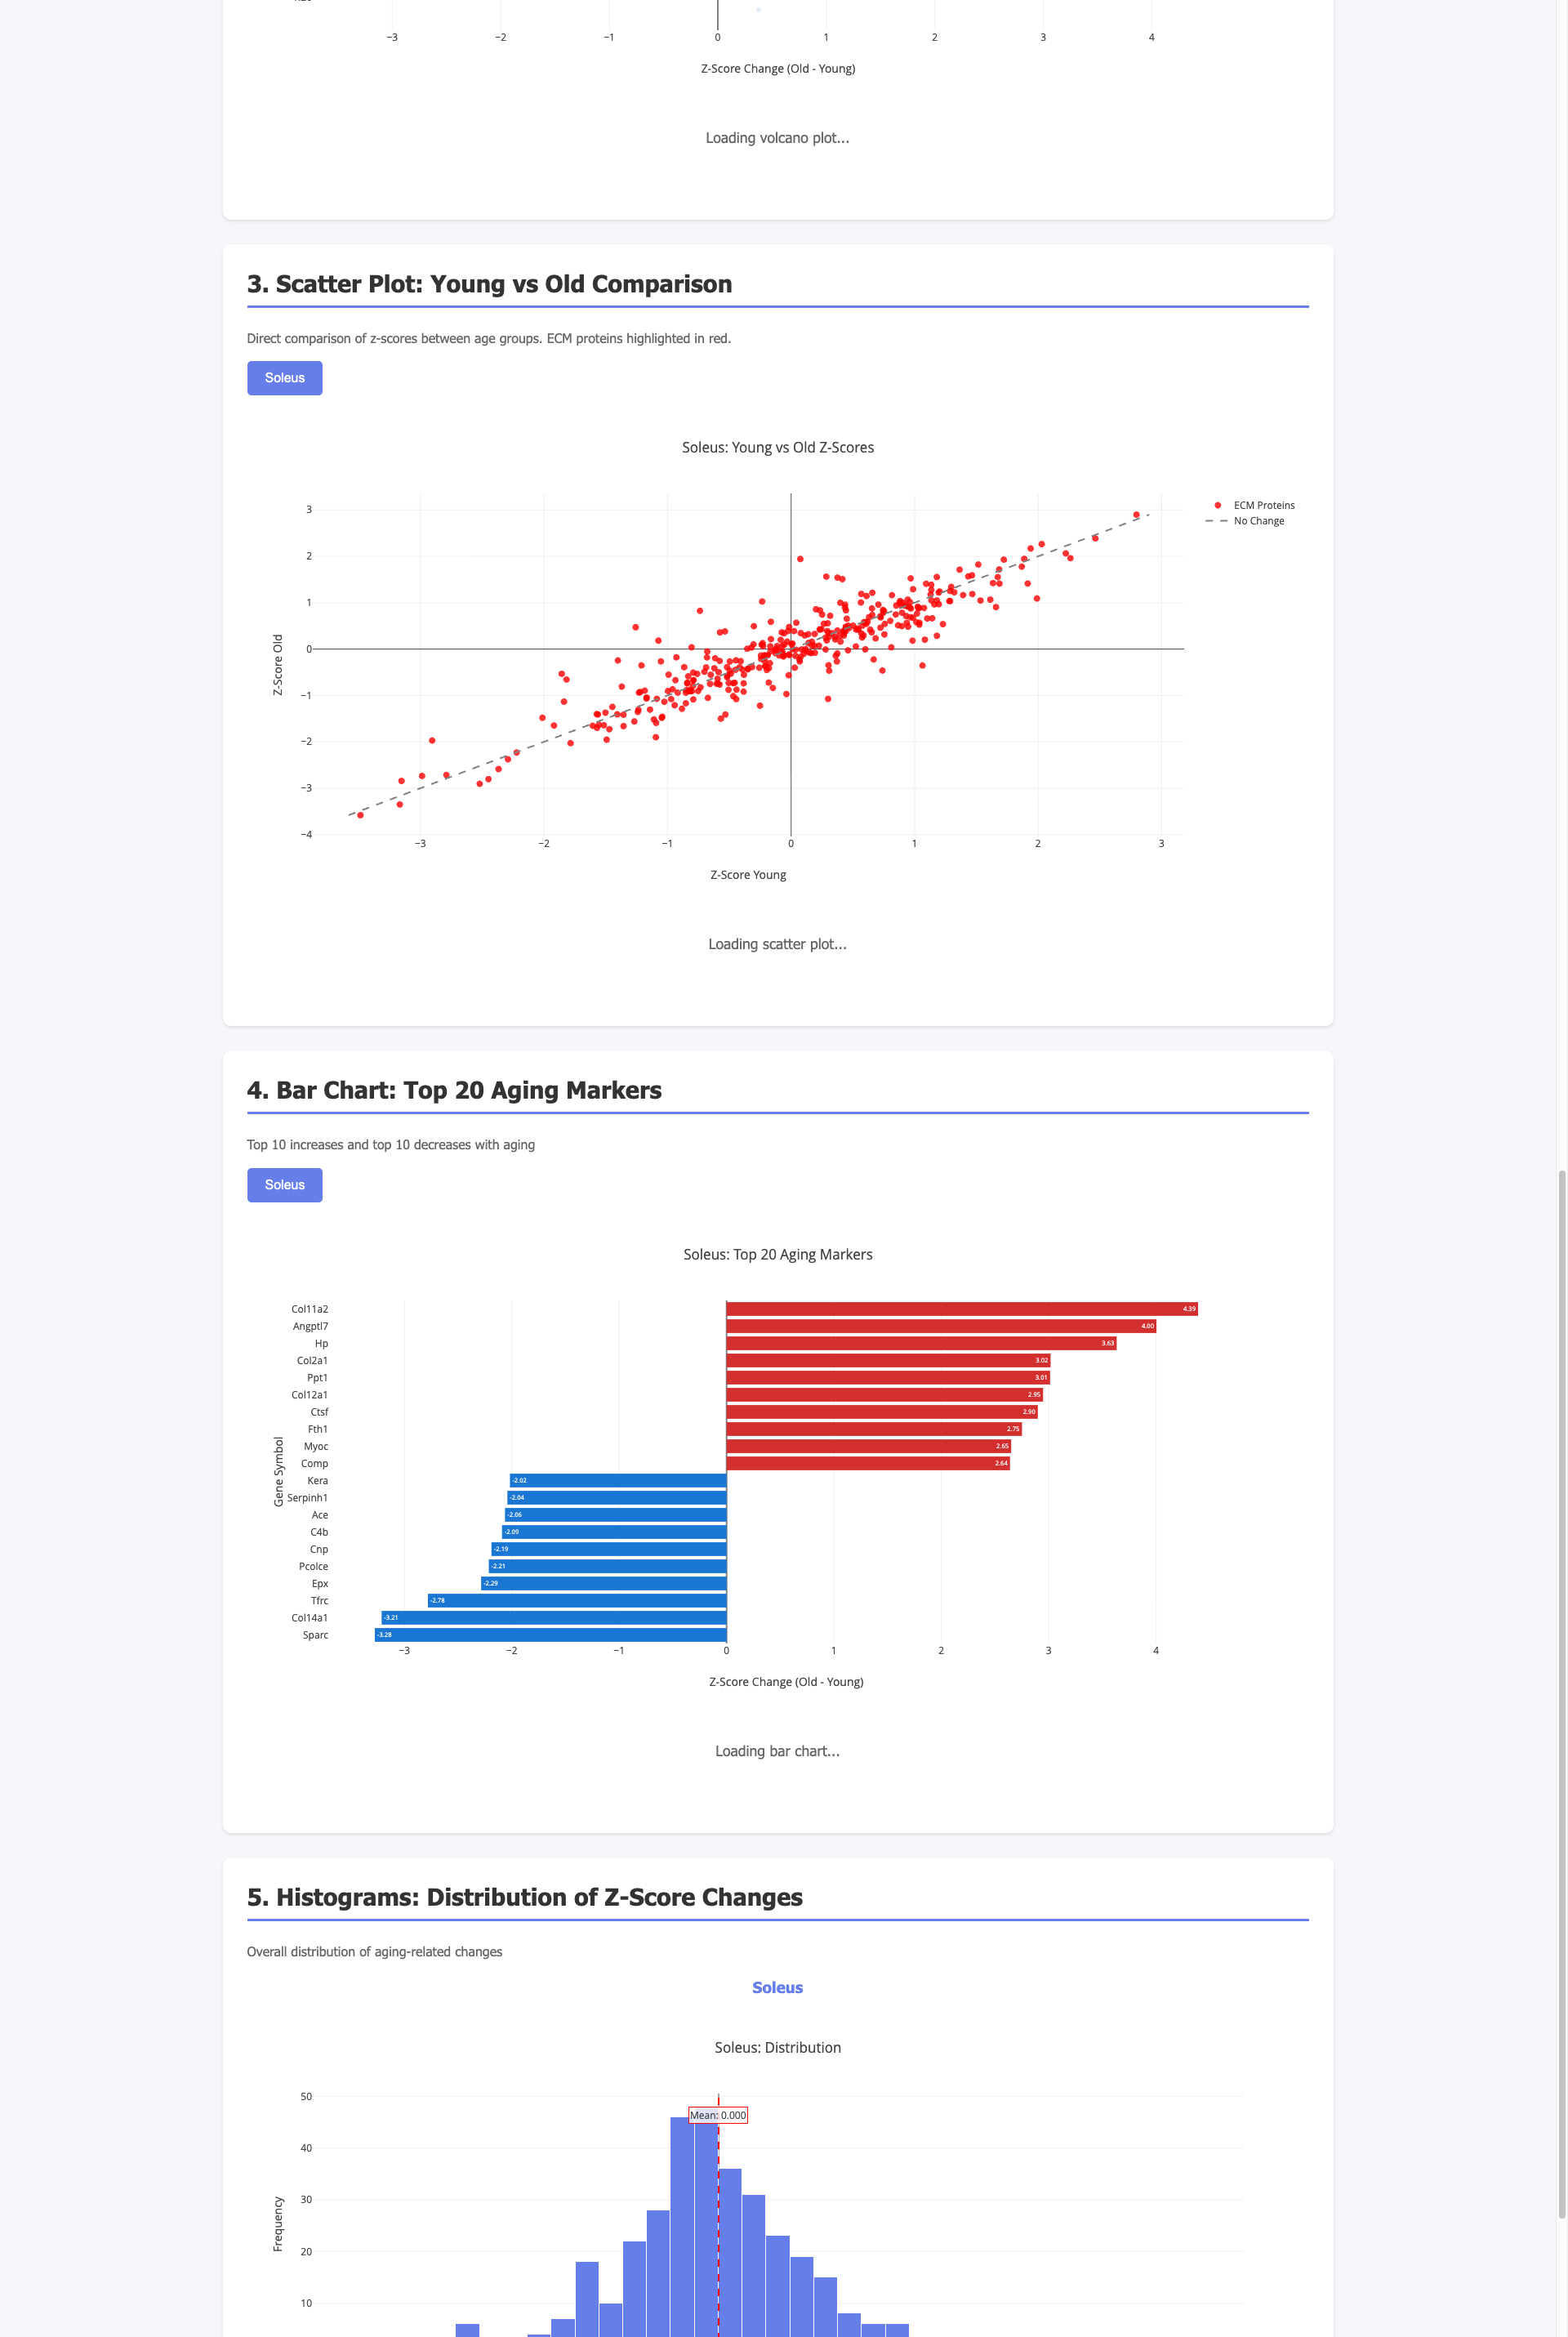 −3 −2 −1 0 1 2 3 4
Z-Score Change (Old - Young)
Loading volcano plot...
3. Scatter Plot: Young vs Old Comparison
Direct comparison of z-scores between age groups. ECM proteins highlighted in red.
Soleus
Soleus: Young vs Old Z-Scores
ECM Proteins
No Change
Z-Score Old
3
2
1
0
−1
−2
−3
−4
−3 −2 −1 0 1 2 3
Z-Score Young
Loading scatter plot...
4. Bar Chart: Top 20 Aging Markers
Top 10 increases and top 10 decreases with aging
Soleus
Soleus: Top 20 Aging Markers
Gene Symbol
Col11a2 4.39
Angptl7 4.00
Hp 3.63
Col2a1 3.02
Ppt1 3.01
Col12a1 2.95
Ctsf 2.90
Fth1 2.75
Myoc 2.65
Comp 2.64
Kera -2.02
Serpinh1 -2.04
Ace -2.06
C4b -2.09
Cnp -2.19
Pcolce -2.21
Epx -2.29
Tfrc -2.78
Col14a1 -3.21
Sparc -3.28
−3 −2 −1 0 1 2 3 4
Z-Score Change (Old - Young)
Loading bar chart...
5. Histograms: Distribution of Z-Score Changes
Overall distribution of aging-related changes
Soleus
Soleus: Distribution
Mean: 0.000
Frequency
50
40
30
20
10